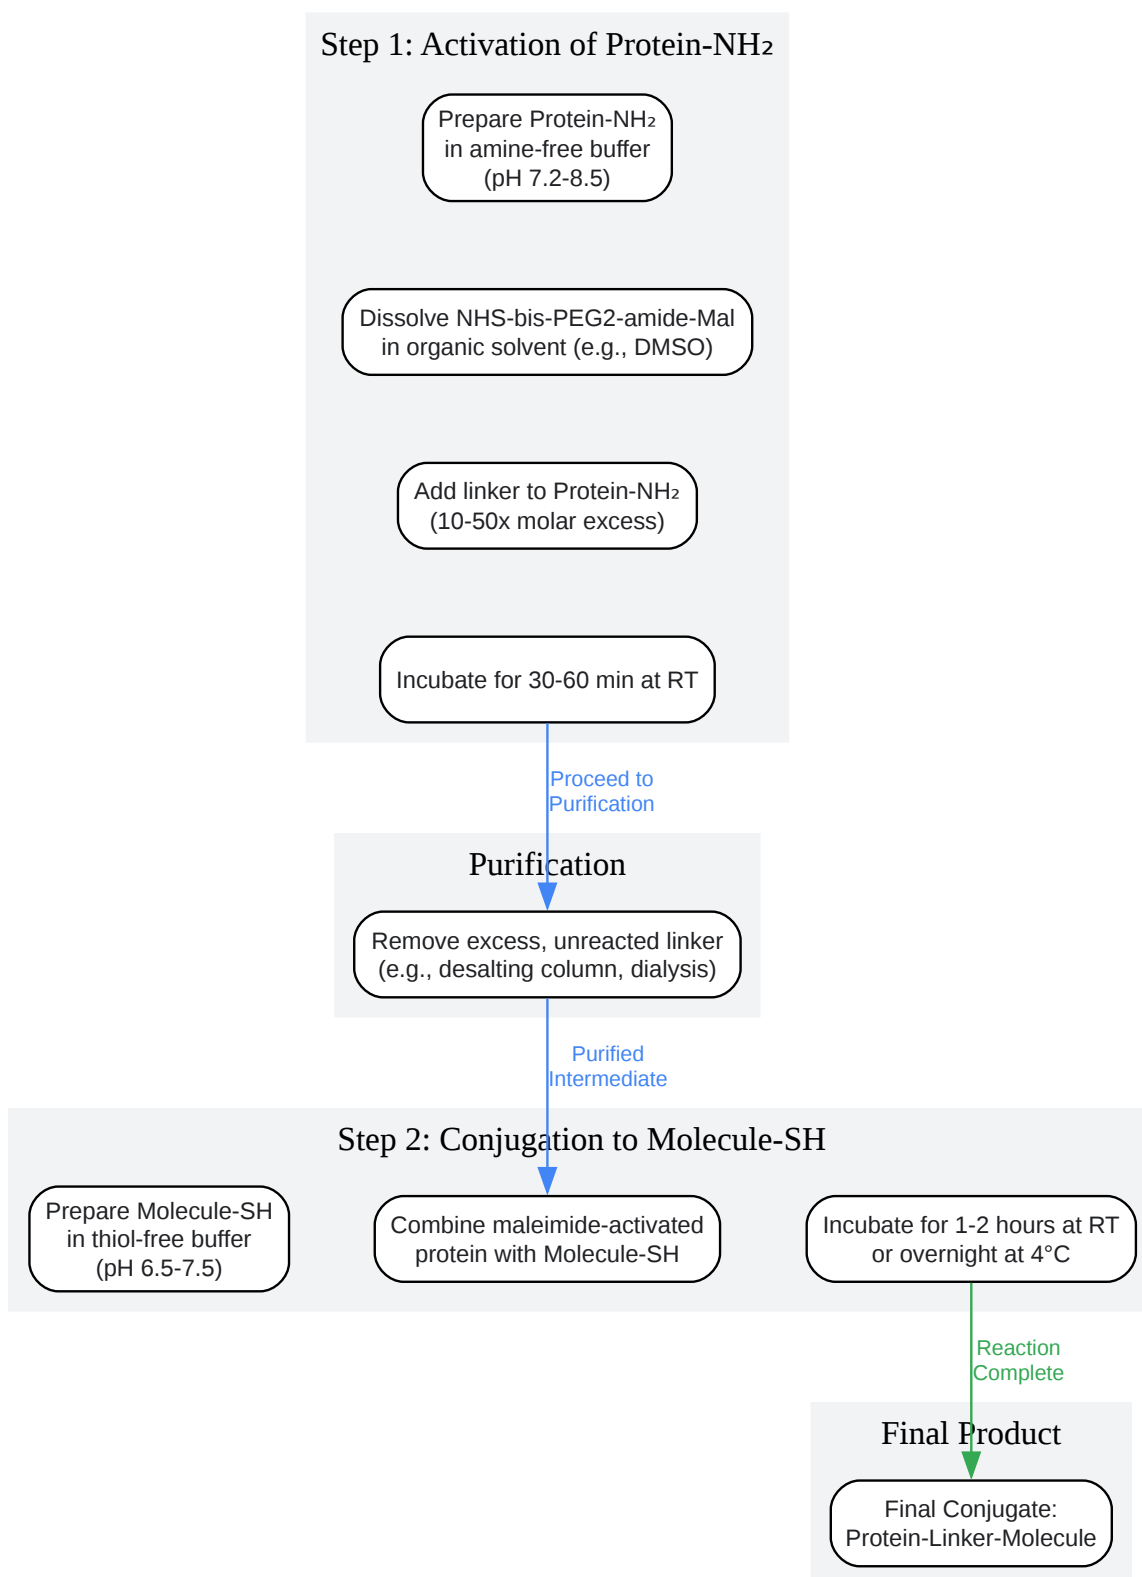 Step 1: Activation of Protein-NH₂
Prepare Protein-NH₂
in amine-free buffer
(pH 7.2-8.5)
Dissolve NHS-bis-PEG2-amide-Mal
in organic solvent (e.g., DMSO)
Add linker to Protein-NH₂
(10-50x molar excess)
Incubate for 30-60 min at RT
Proceed to
Purification
Purification
Remove excess, unreacted linker
(e.g., desalting column, dialysis)
Purified
Intermediate
Step 2: Conjugation to Molecule-SH
Prepare Molecule-SH
in thiol-free buffer
(pH 6.5-7.5)
Combine maleimide-activated
protein with Molecule-SH
Incubate for 1-2 hours at RT
or overnight at 4°C
Reaction
Complete
Final Product
Final Conjugate:
Protein-Linker-Molecule